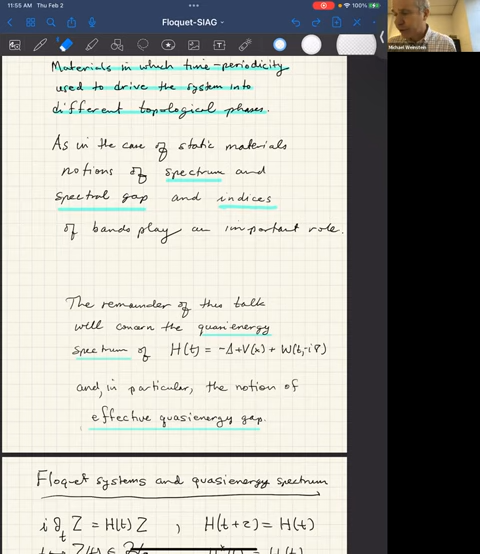 11:55 AM Thu Feb 2
100%
Floquet-SIAG
Michael Weinstein
Materials in which time-periodicity
used to drive the system into
different topological phases.
As in the case of static materials
notions of spectrum and
spectral gap and indices
of bands play an important role.
The remainder of this talk
will concern the quasienergy
spectrum of H(t) = -Δ+V(x) + W(t,-i∇)
and, in particular, the notion of
effective quasienergy gap.
Floquet systems and quasienergy spectrum
i∂t Z = H(t) Z , H(t+2) = H(t)